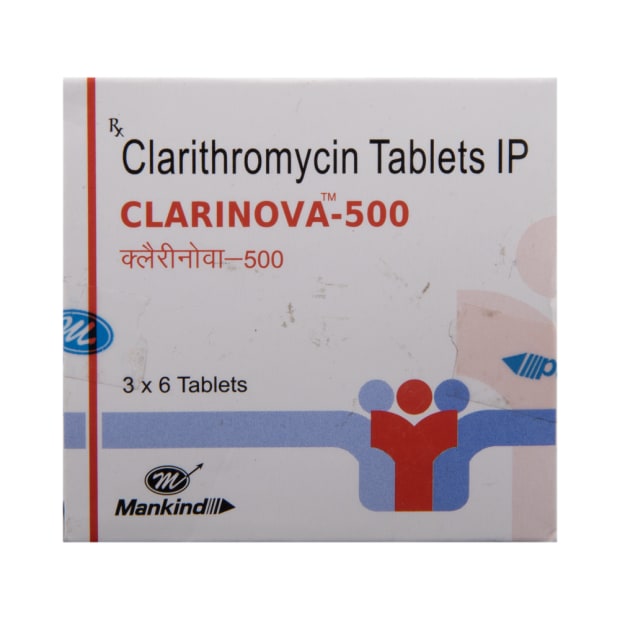 Rx
Clarithromycin Tablets IP
CLARINOVA™-500
क्लैरीनोवा–500
3 x 6 Tablets
m
Mankind